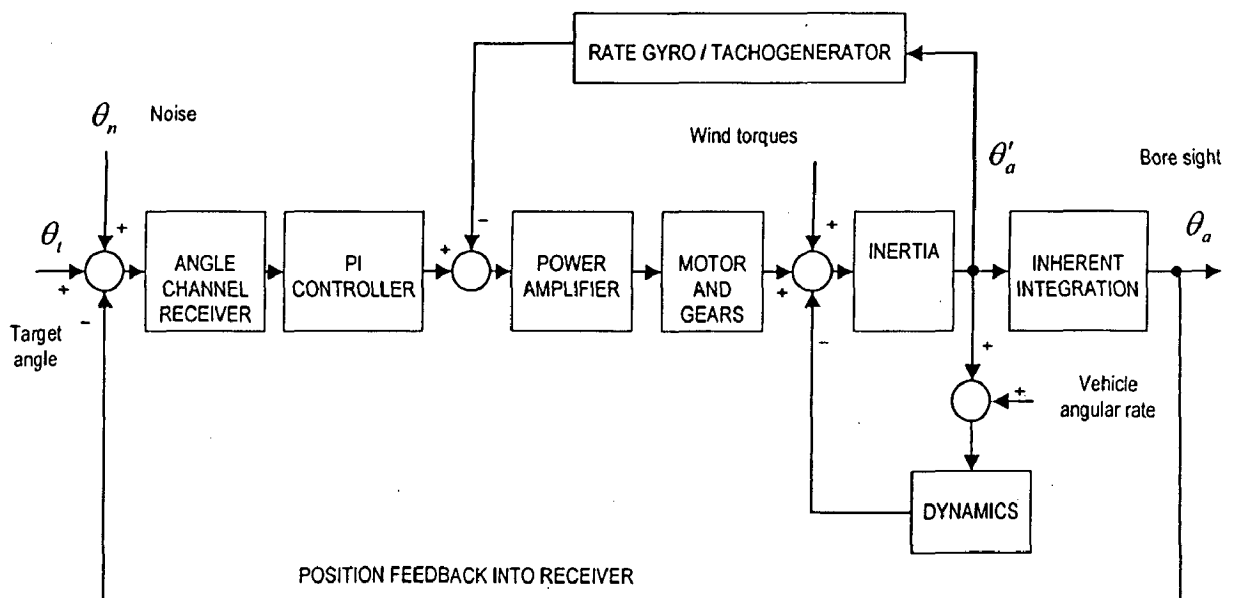 RATE GYRO / TACHOGENERATOR
θₙ Noise
Wind torques
θ'ₐ
Bore sight
θₜ
θₐ
ANGLE
CHANNEL
RECEIVER
PI
CONTROLLER
POWER
AMPLIFIER
MOTOR
AND
GEARS
INERTIA
INHERENT
INTEGRATION
+
+
−
−
+
+
+
−
+
+
Target
angle
Vehicle
angular rate
DYNAMICS
POSITION FEEDBACK INTO RECEIVER